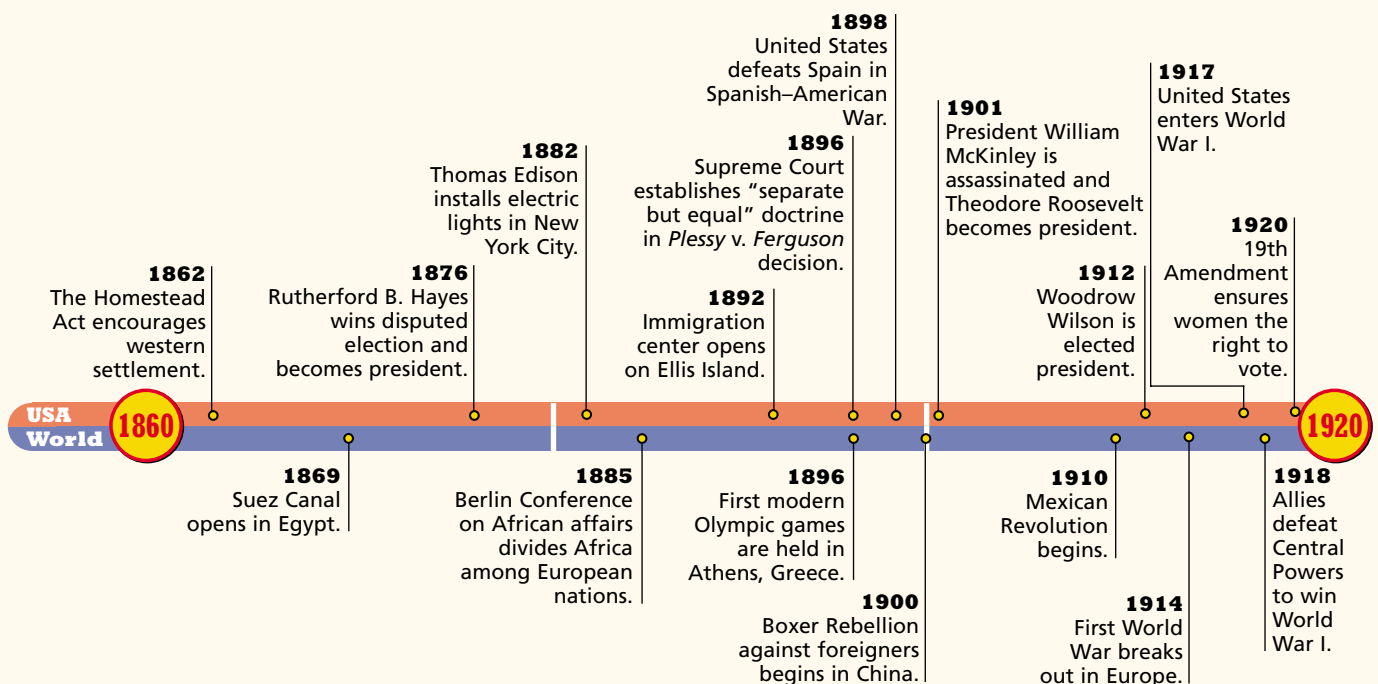 1862
The Homestead
Act encourages
western
settlement.
1876
Rutherford B. Hayes
wins disputed
election and
becomes president.
1882
Thomas Edison
installs electric
lights in New
York City.
1892
Immigration
center opens
on Ellis Island.
1896
Supreme Court
establishes “separate
but equal” doctrine
in Plessy v. Ferguson
decision.
1898
United States
defeats Spain in
Spanish–American
War.
1901
President William
McKinley is
assassinated and
Theodore Roosevelt
becomes president.
1912
Woodrow
Wilson is
elected
president.
1917
United States
enters World
War I.
1920
19th
Amendment
ensures
women the
right to
vote.
USA
World
1860
1920
1869
Suez Canal
opens in Egypt.
1885
Berlin Conference
on African affairs
divides Africa
among European
nations.
1896
First modern
Olympic games
are held in
Athens, Greece.
1900
Boxer Rebellion
against foreigners
begins in China.
1910
Mexican
Revolution
begins.
1914
First World
War breaks
out in Europe.
1918
Allies
defeat
Central
Powers
to win
World
War I.